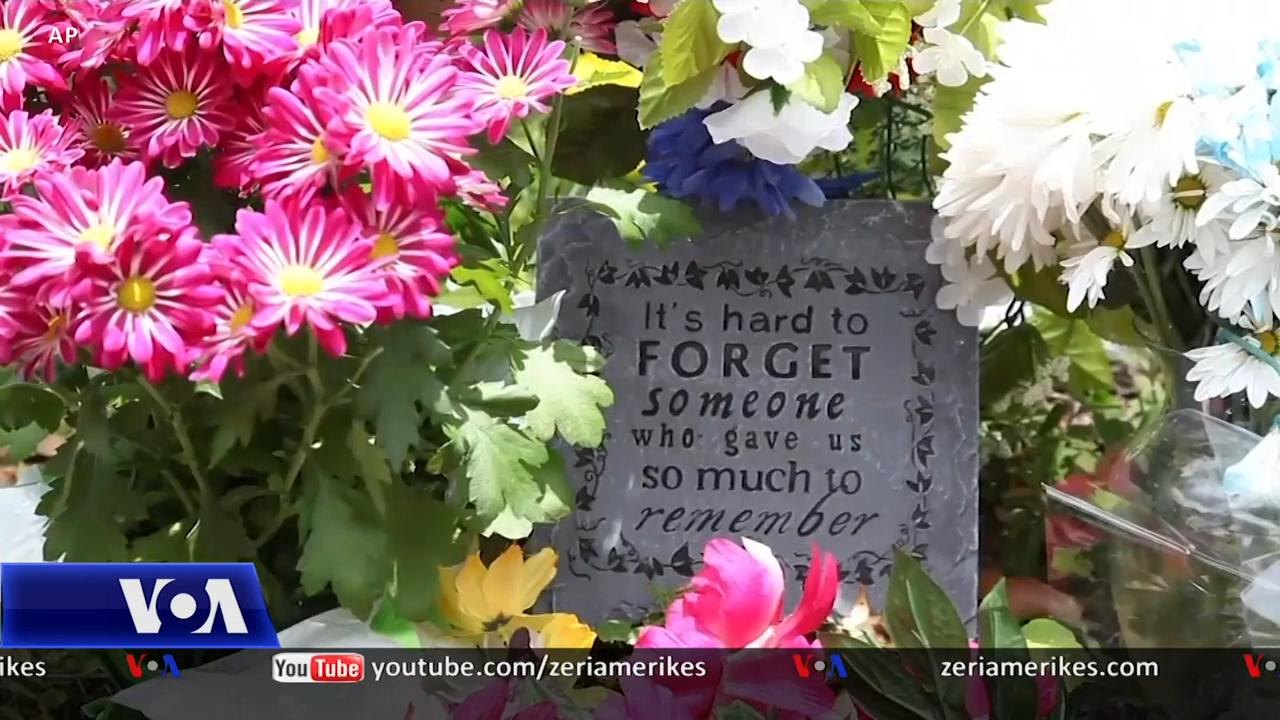 AP
It's hard to
FORGET
someone
who gave us
so much to
remember
VOA
ikes VOA YouTube youtube.com/zeriamerikes VOA zeriamerikes.com